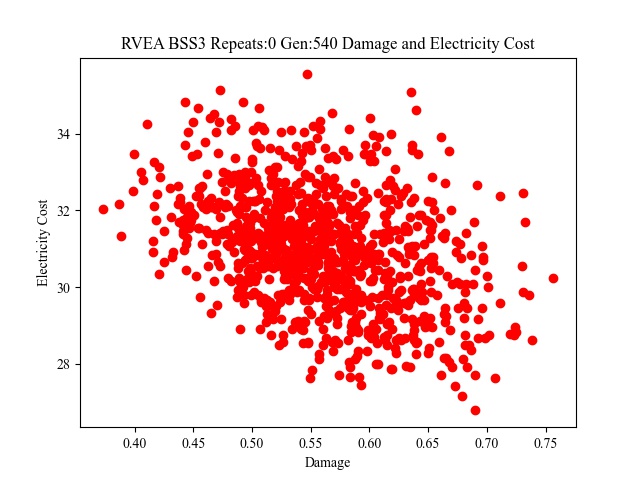 RVEA BSS3 Repeats:0 Gen:540 Damage and Electricity Cost
34
32
30
28
Electricity Cost
0.40 0.45 0.50 0.55 0.60 0.65 0.70 0.75
Damage